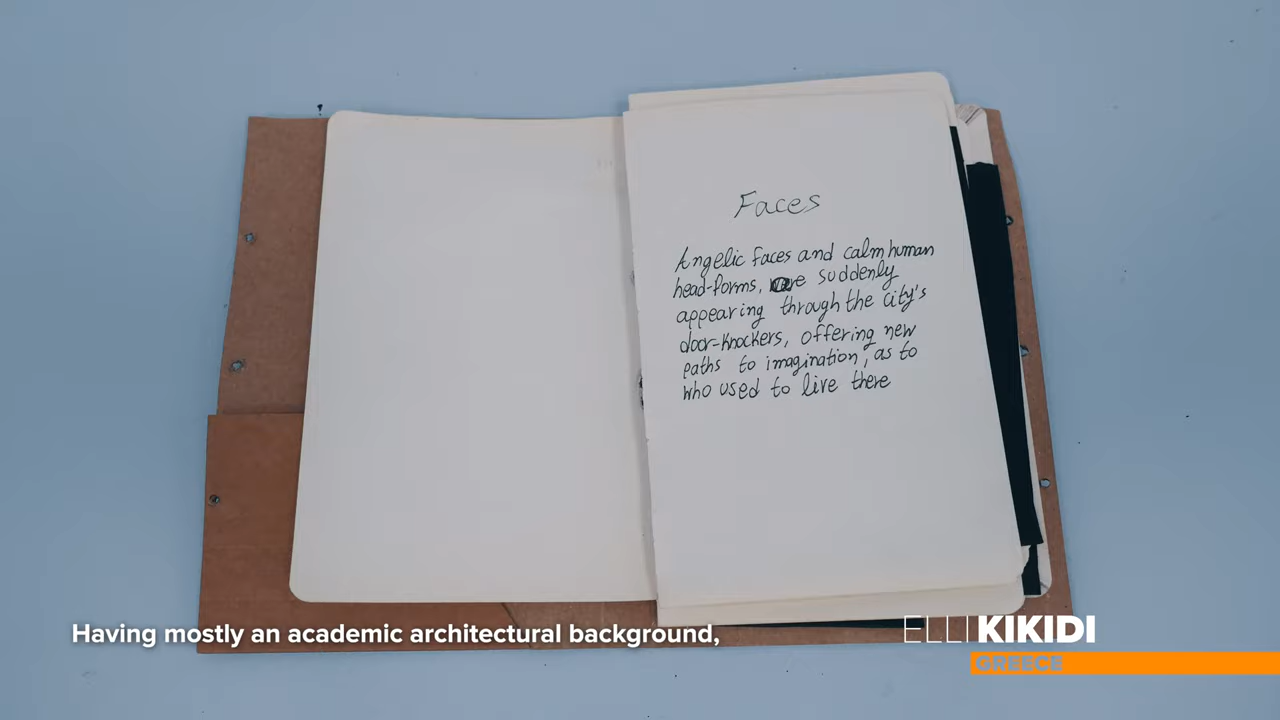 Faces
Angelic faces and calm human
head-forms, are suddenly
appearing through the city's
door-knockers, offering new
paths to imagination, as to
who used to live there
Having mostly an academic architectural background,
ELLI KIKIDI
GREECE